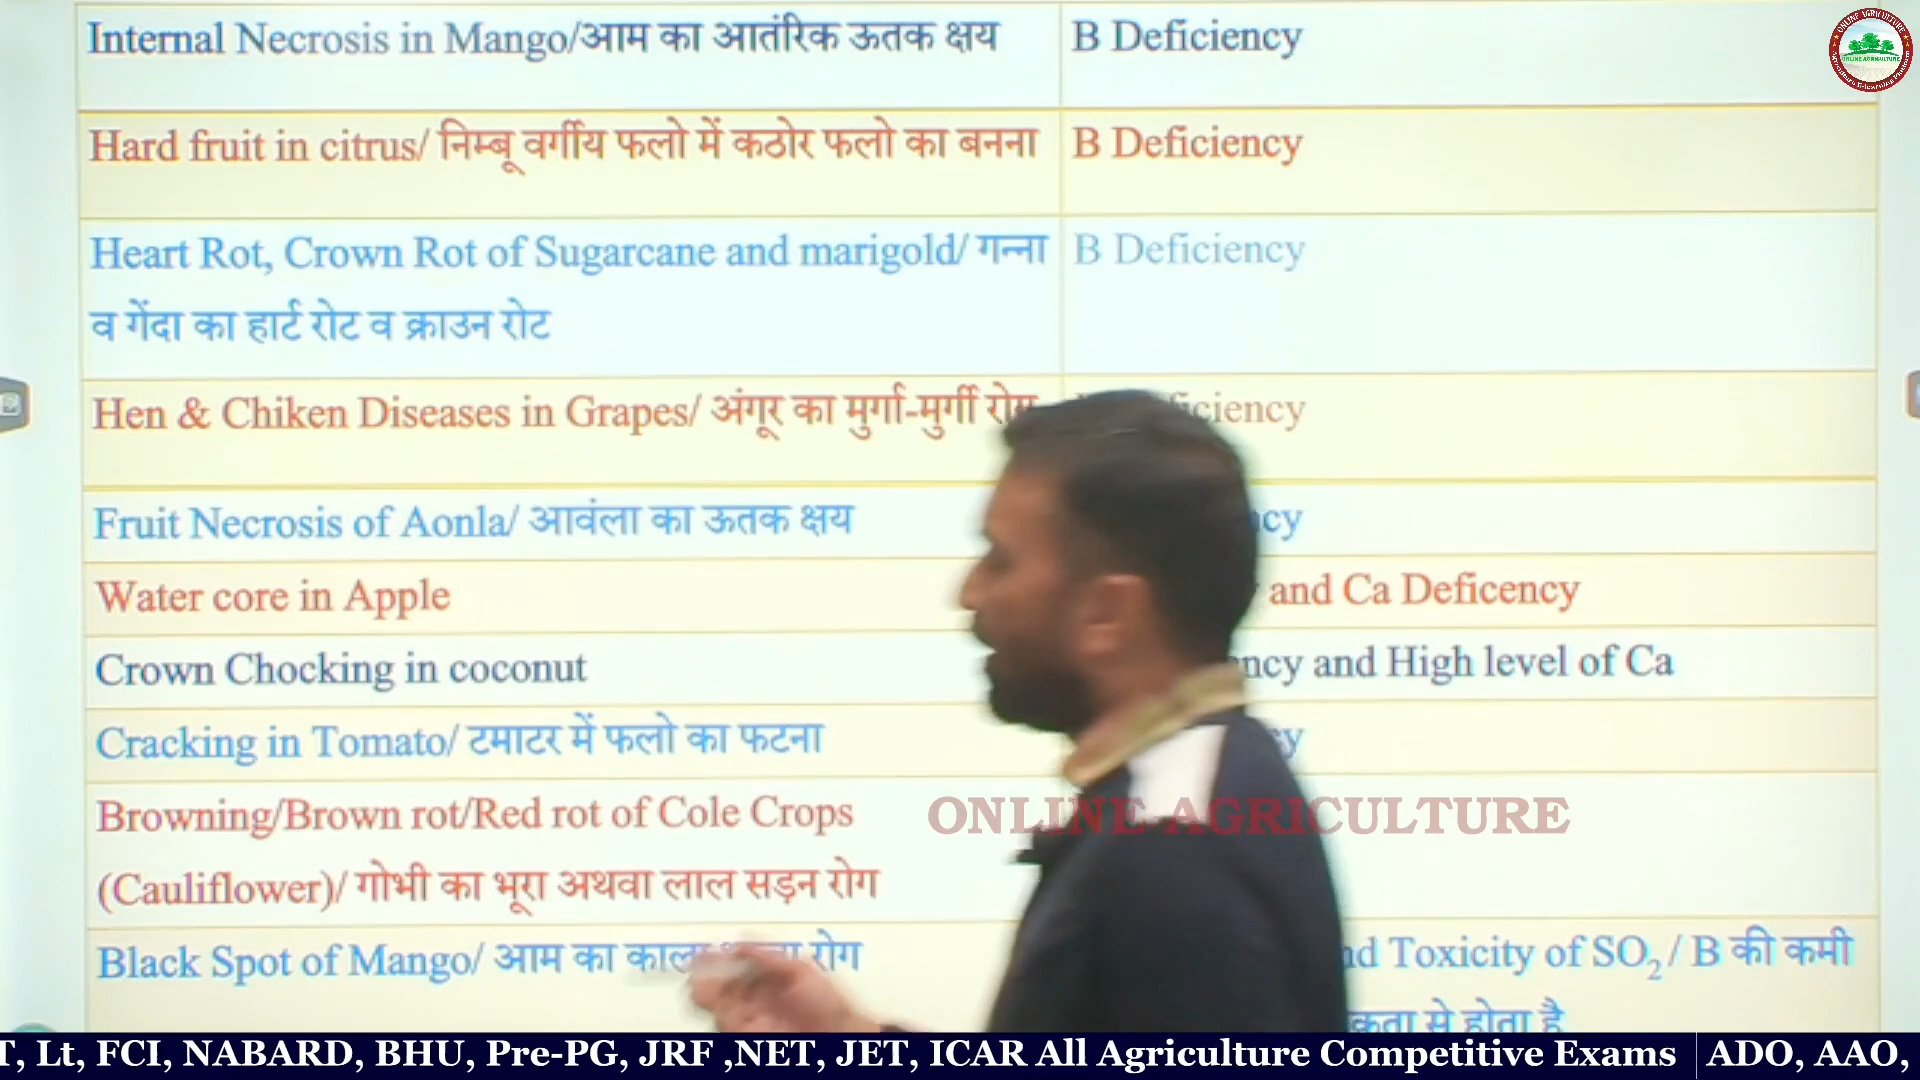 Internal Necrosis in Mango/आम का आतंरिक ऊतक क्षय B Deficiency
Hard fruit in citrus/ निम्बू वर्गीय फलो में कठोर फलो का बनना B Deficiency
Heart Rot, Crown Rot of Sugarcane and marigold/ गन्ना B Deficiency
व गेंदा का हार्ट रोट व क्राउन रोट
Hen & Chiken Diseases in Grapes/ अंगूर का मुर्गा-मुर्गी
Fruit Necrosis of Aonla/ आवंला का ऊतक क्षय
Water core in Apple and Ca Deficency
Crown Chocking in coconut and High level of Ca
Cracking in Tomato/ टमाटर में फलो का फटना
Browning/Brown rot/Red rot of Cole Crops
(Cauliflower)/ गोभी का भूरा अथवा लाल सड़न रोग
Black Spot of Mango/ आम का रोग Toxicity of SO₂ / B की कमी
से होता है
ONLINE AGRICULTURE
ONLINE AGRICULTURE
ONLINE AGRICULTURE
Lt, FCI, NABARD, BHU, Pre-PG, JRF ,NET, JET, ICAR All Agriculture Competitive Exams ADO, AAO,